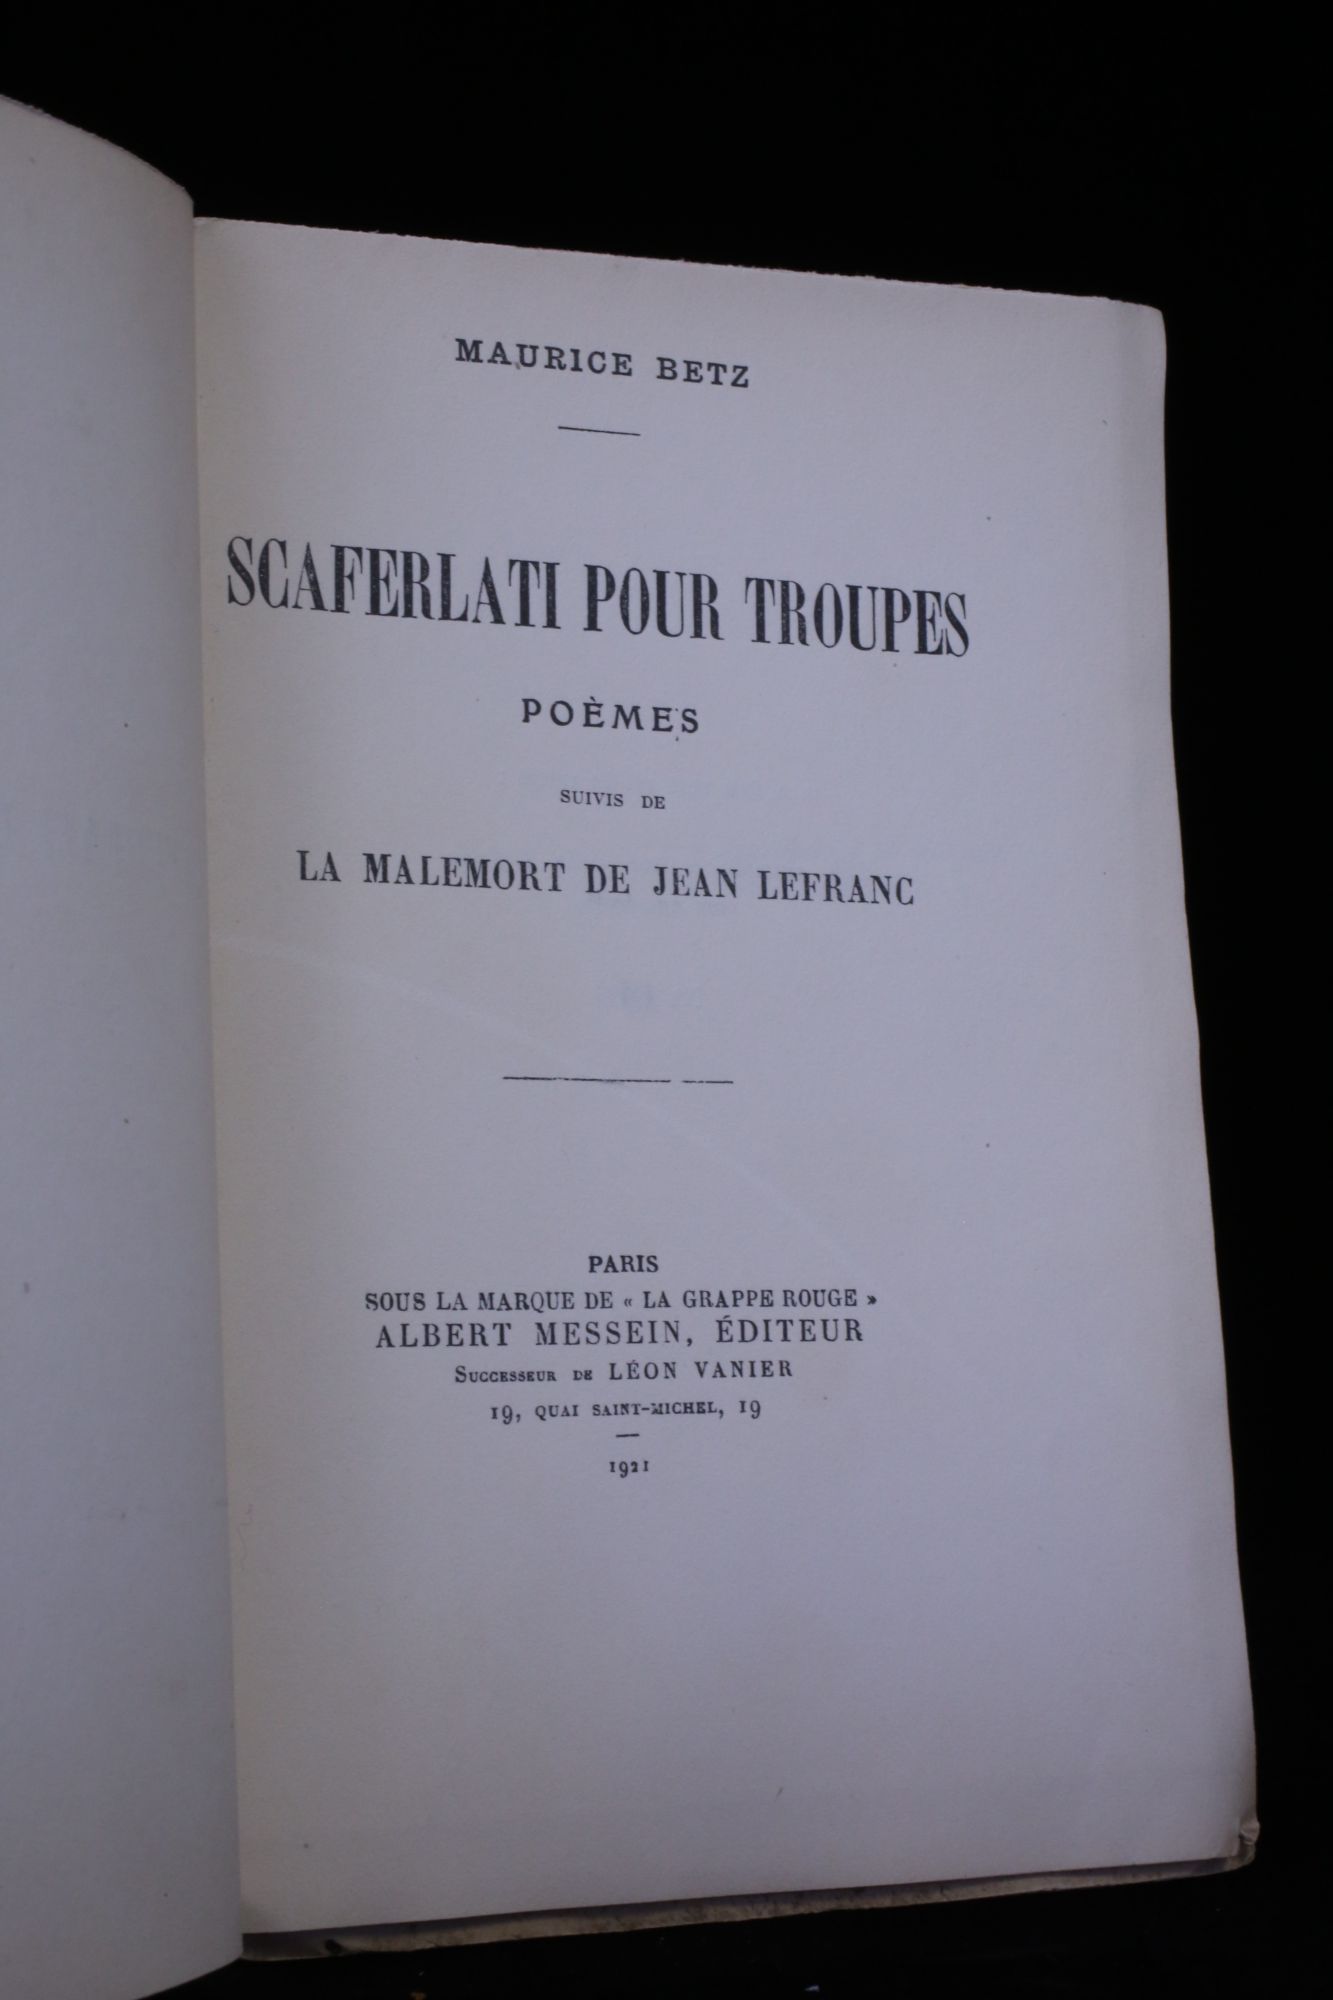 MAURICE BETZ
SCAFERLATI POUR TROUPES
POÈMES
SUIVIS DE
LA MALEMORT DE JEAN LEFRANC
PARIS
SOUS LA MARQUE DE « LA GRAPPE ROUGE »
ALBERT MESSEIN, ÉDITEUR
SUCCESSEUR DE LÉON VANIER
19, QUAI SAINT-MICHEL, 19
1921